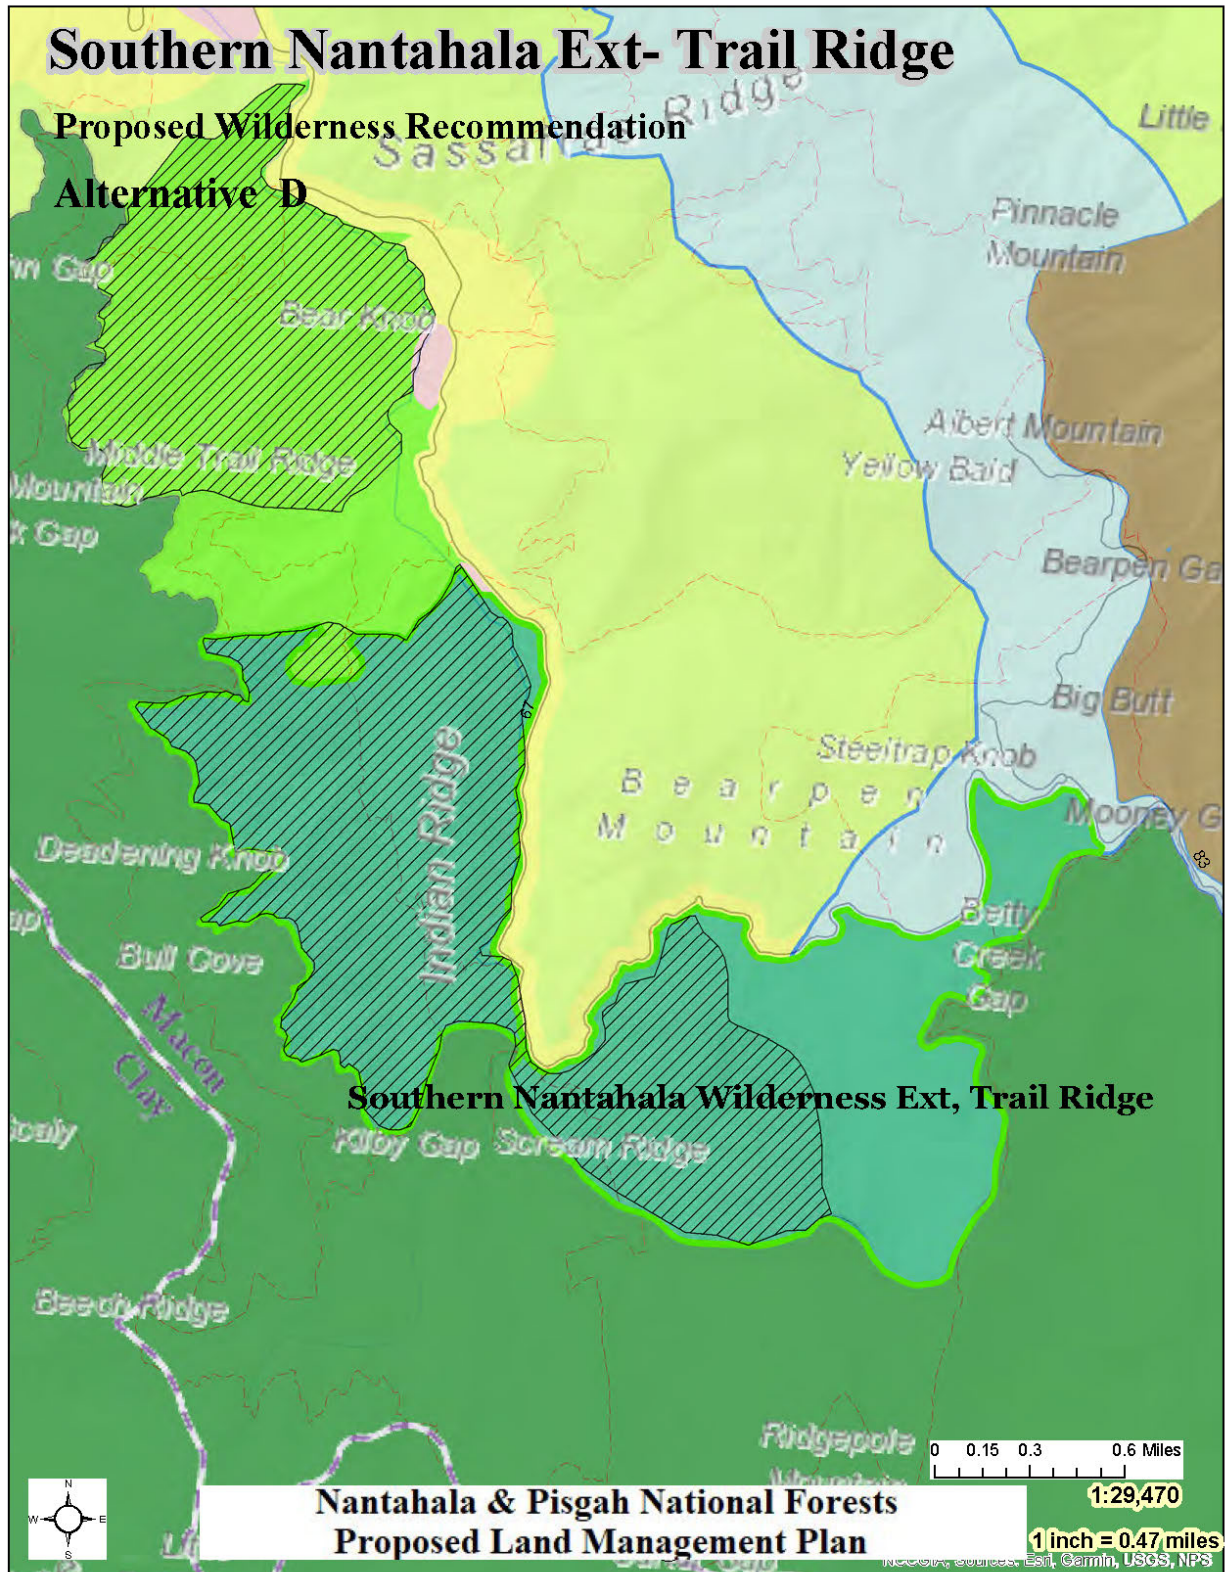 Southern Nantahala Ext- Trail Ridge
Proposed Wilderness Recommendation
Alternative D
Sassafras Ridge
Little
Pinnacle
Mountain
Gap
Bear Knob
Albert Mountain
Yellow Bald
Middle Trail Ridge
Mountain
Gap
Bearpen Ga
67
Indian Ridge
Big Butt
Steeltrap Knob
Bearpen
Mountain
Mooney G
83
Deadening Knob
Betty
Creek
Gap
Bull Cove
Macon
Clay
Southern Nantahala Wilderness Ext, Trail Ridge
Kilby Gap
Scream Ridge
Beech Ridge
Ridgepole
Mountain
0 0.15 0.3 0.6 Miles
1:29,470
1 inch = 0.47 miles
N
W E
S
Nantahala & Pisgah National Forests
Proposed Land Management Plan
Sources: Esri, Garmin, USGS, NPS